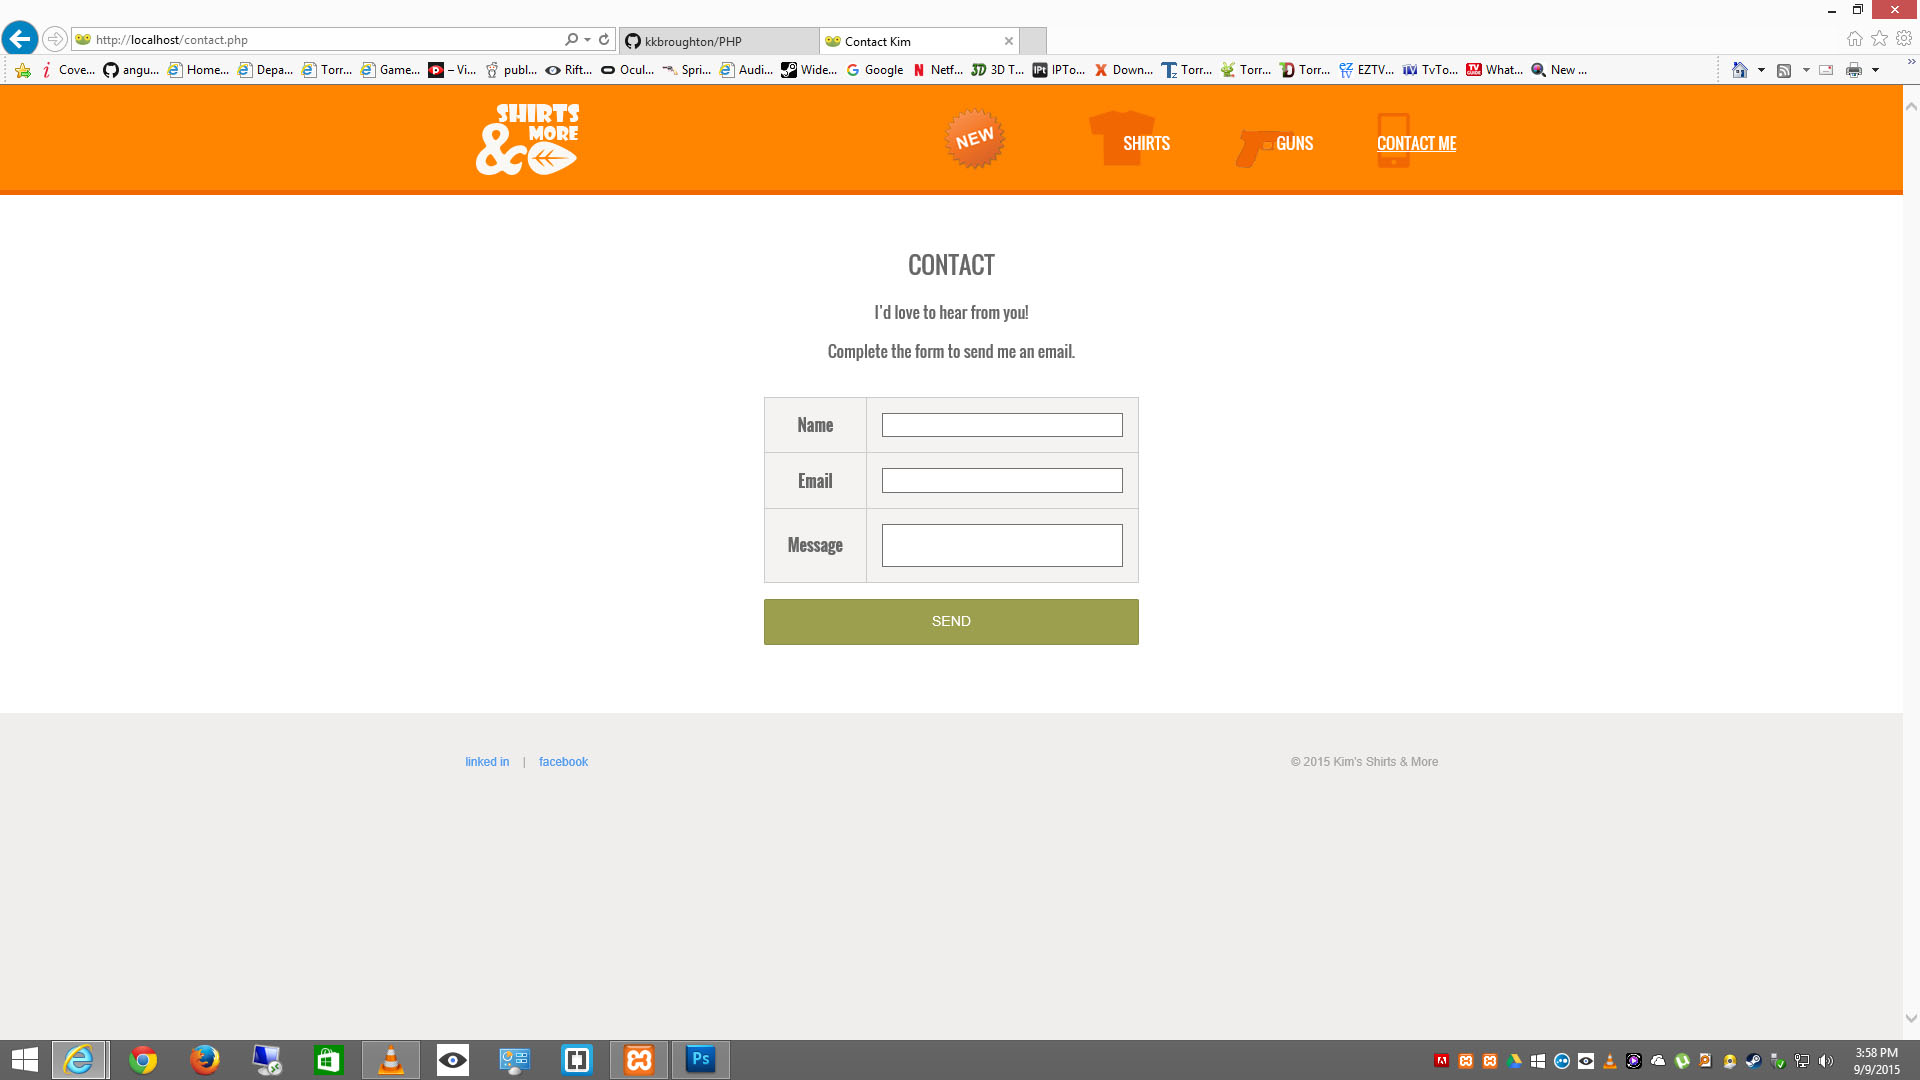 http://localhost/contact.php
kkbroughton/PHP
Contact Kim
Cove...
angu...
Home...
Depa...
Torr...
Game...
– Vi...
publ...
Rift...
Ocul...
Spri...
Audi...
Wide...
Google
Netf...
3D T...
IPTo...
Down...
Torr...
Torr...
Torr...
EZTV...
TvTo...
What...
New ...
SHIRTS
& MORE
NEW
SHIRTS
GUNS
CONTACT ME
CONTACT
I'd love to hear from you!
Complete the form to send me an email.
Name
Email
Message
SEND
linked in | facebook
© 2015 Kim's Shirts & More
Ps
3:58 PM
9/9/2015